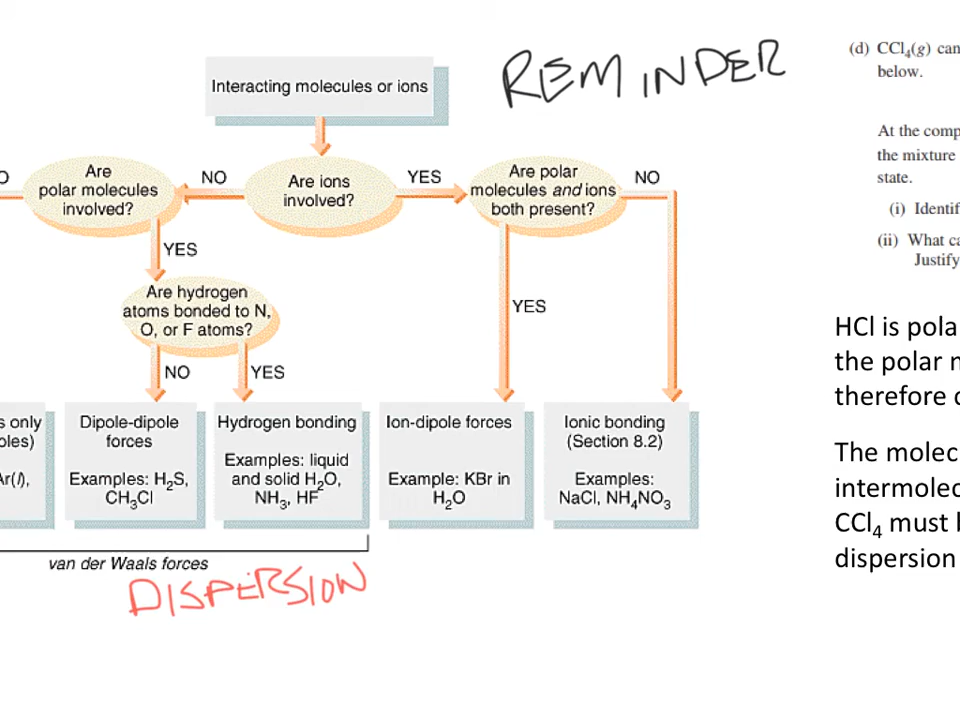 REMINDER
Interacting molecules or ions
Are
polar molecules
involved?
NO
Are ions
involved?
YES
Are polar
molecules and ions
both present?
NO
YES
Are hydrogen
atoms bonded to N,
O, or F atoms?
YES
NO
YES
s only
oles)
Ar(l),
Dipole-dipole
forces
Examples: H₂S,
CH₃Cl
Hydrogen bonding
Examples: liquid
and solid H₂O,
NH₃, HF
Ion-dipole forces
Example: KBr in
H₂O
Ionic bonding
(Section 8.2)
Examples:
NaCl, NH₄NO₃
van der Waals forces
DISPERSION
(d) CCl₄(g) can
below.
At the comp
the mixture
state.
(i) Identif
(ii) What ca
Justify
HCl is pola
the polar
therefore
The molec
intermolec
CCl₄ must
dispersion